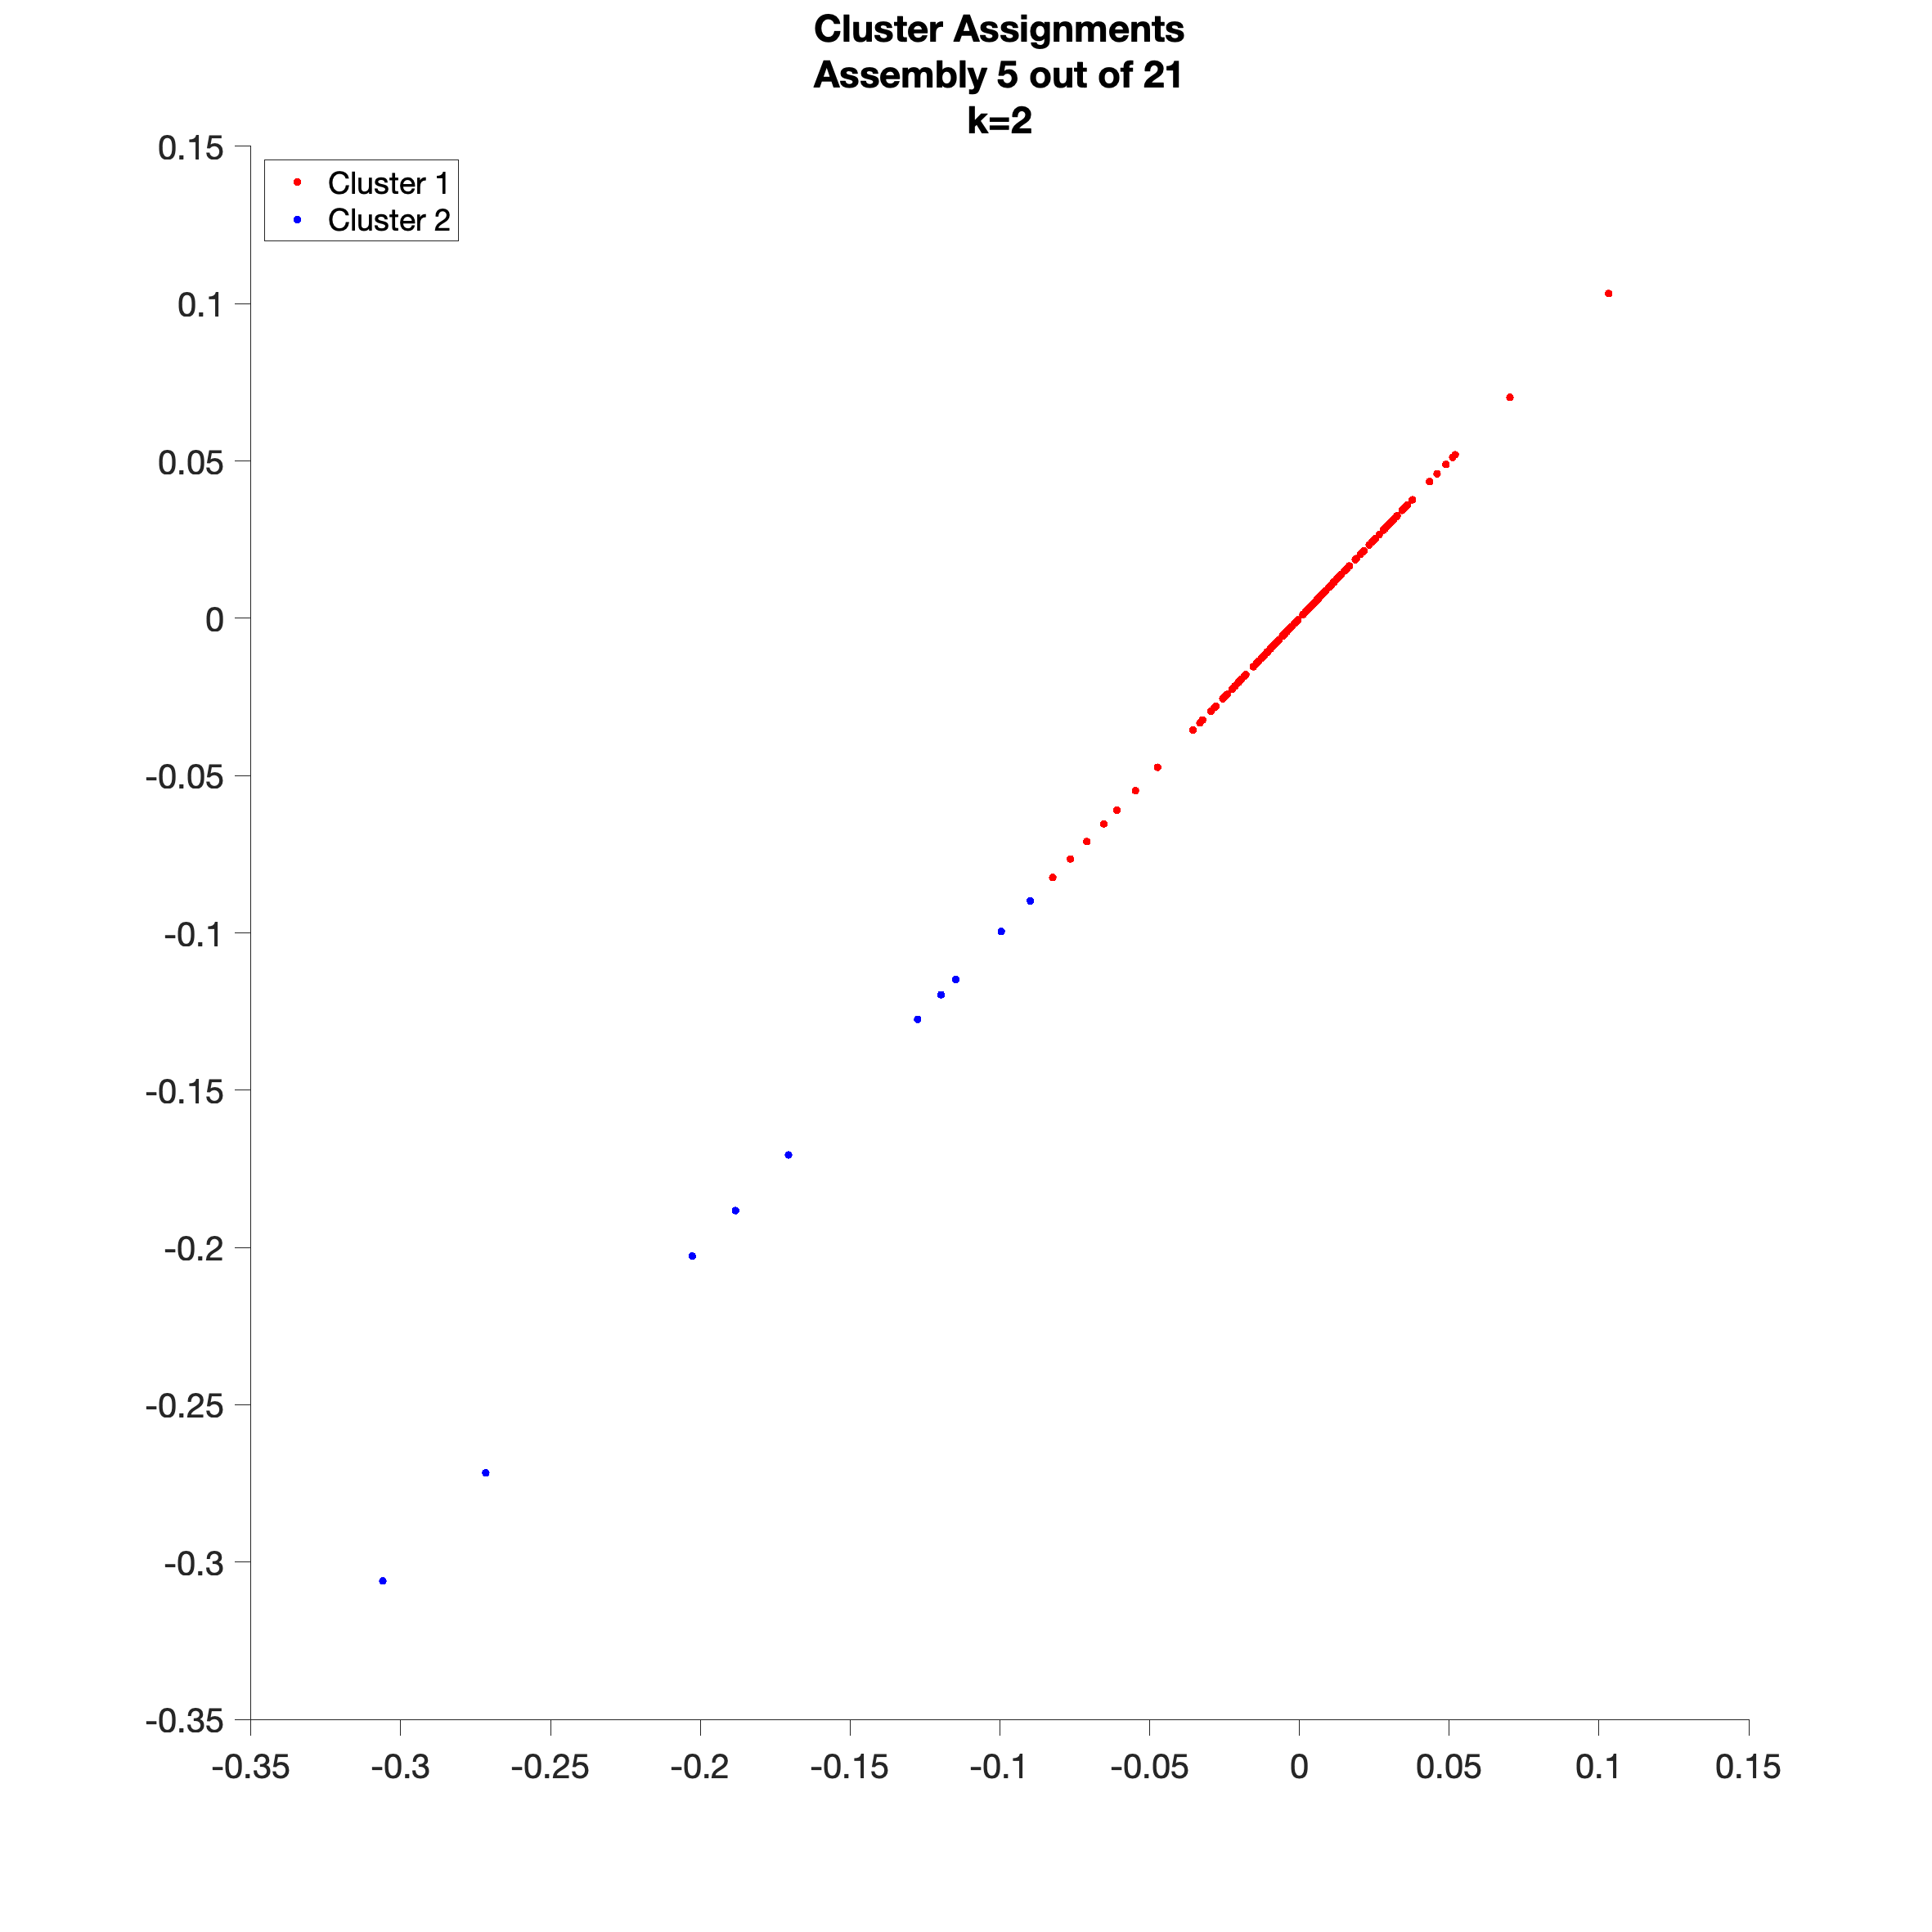 Cluster Assignments
Assembly 5 out of 21
k=2
Cluster 1
Cluster 2
0.15
0.1
0.05
0
-0.05
-0.1
-0.15
-0.2
-0.25
-0.3
-0.35
-0.35 -0.3 -0.25 -0.2 -0.15 -0.1 -0.05 0 0.05 0.1 0.15